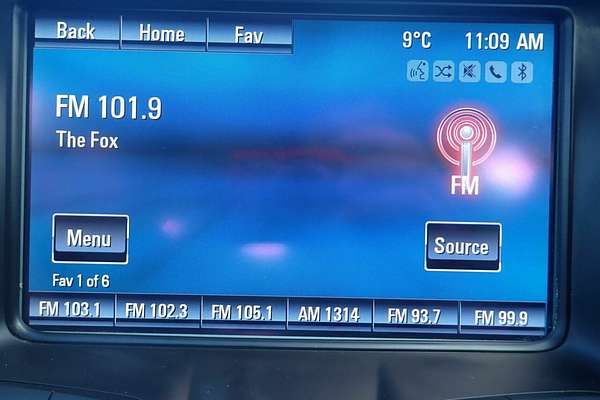 Back Home Fav 9°C 11:09 AM
FM 101.9
The Fox
FM
Menu Source
Fav 1 of 6
FM 103.1 FM 102.3 FM 105.1 AM 1314 FM 93.7 FM 99.9